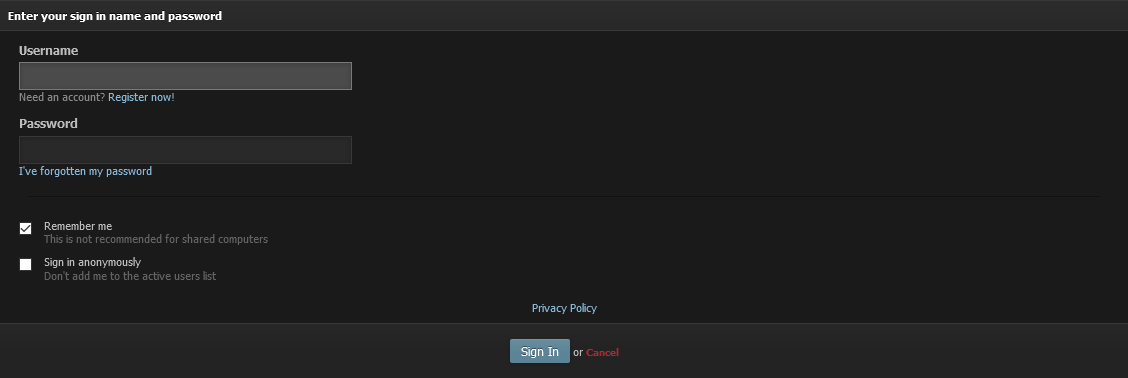 Enter your sign in name and password
Username
Need an account? Register now!
Password
I've forgotten my password
Remember me
This is not recommended for shared computers
Sign in anonymously
Don't add me to the active users list
Privacy Policy
Sign In or Cancel